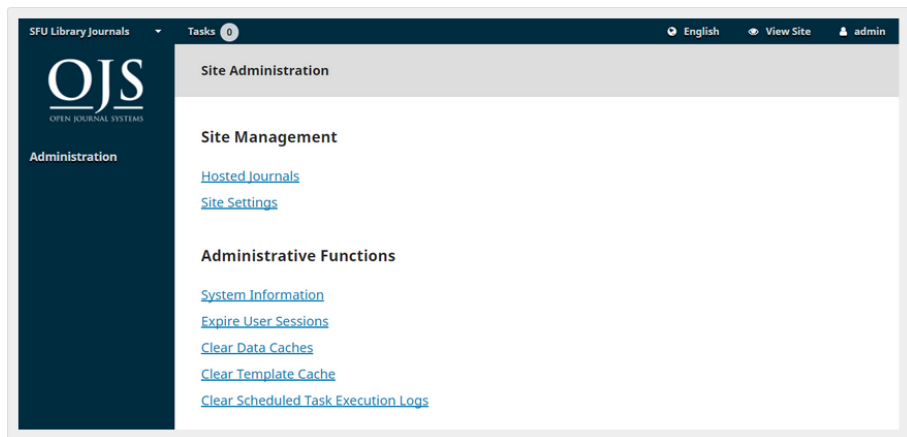 SFU Library Journals Tasks 0 English View Site admin
OJS
OPEN JOURNAL SYSTEMS
Administration
Site Administration
Site Management
Hosted Journals
Site Settings
Administrative Functions
System Information
Expire User Sessions
Clear Data Caches
Clear Template Cache
Clear Scheduled Task Execution Logs